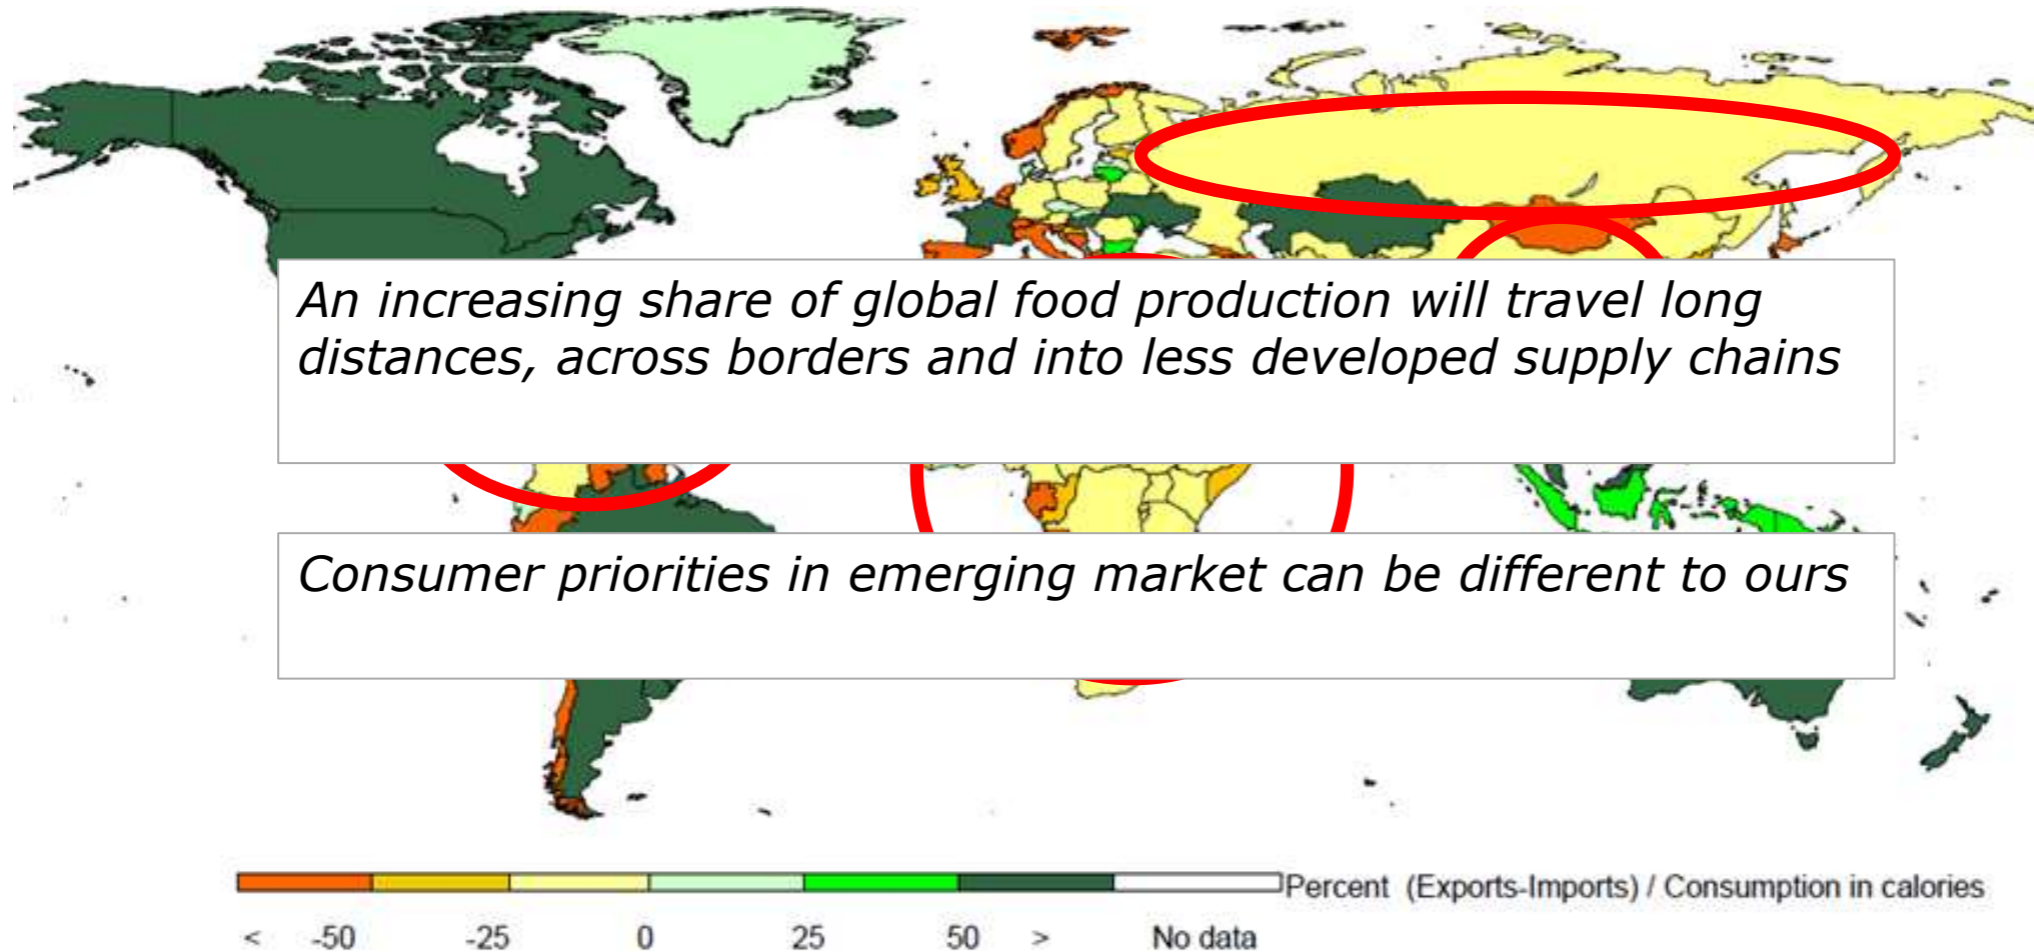 An increasing share of global food production will travel long
distances, across borders and into less developed supply chains
Consumer priorities in emerging market can be different to ours
Percent (Exports-Imports) / Consumption in calories
< -50 -25 0 25 50 > No data